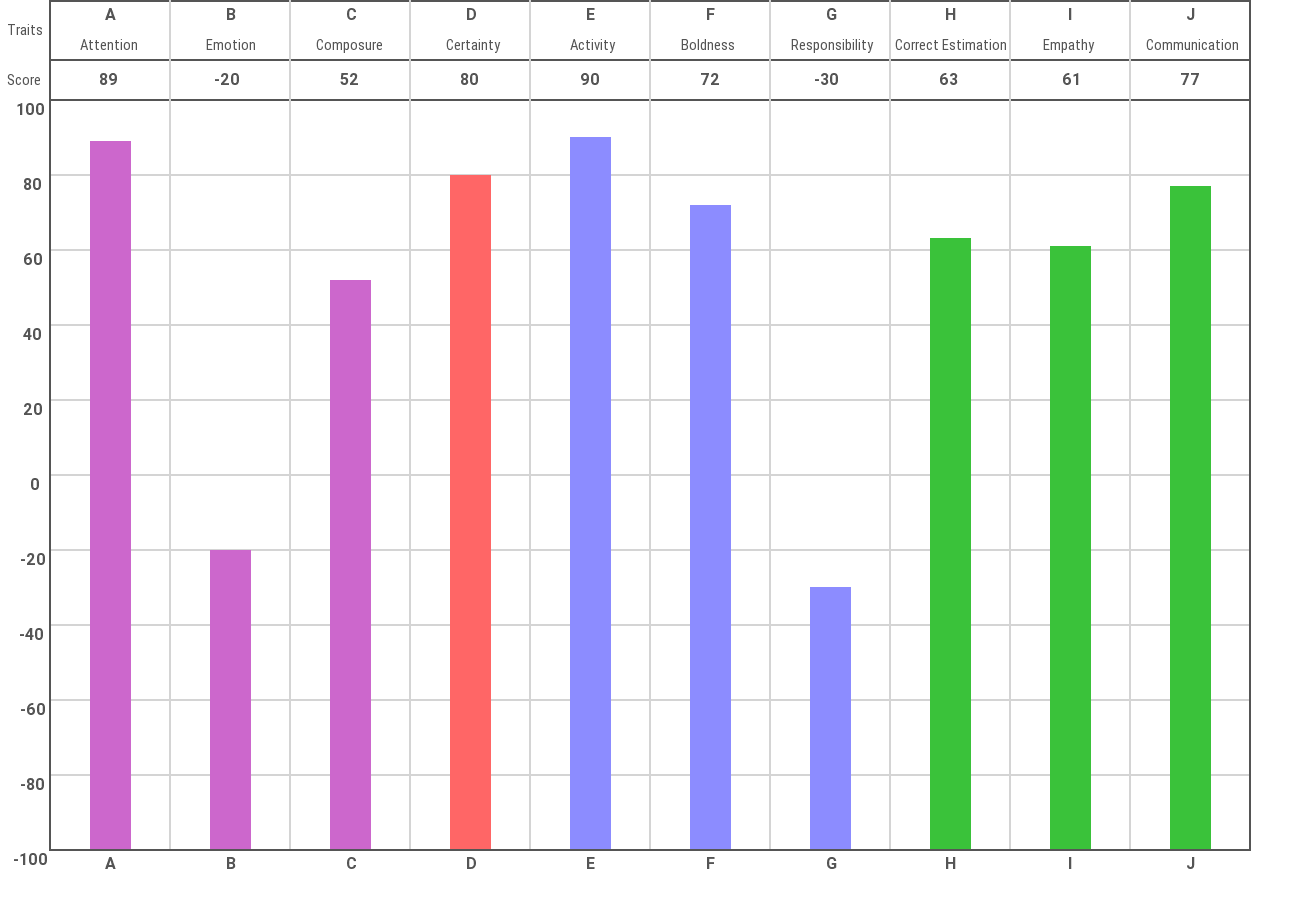 Traits A B C D E F G H I J
Attention Emotion Composure Certainty Activity Boldness Responsibility Correct Estimation Empathy Communication
Score 89 -20 52 80 90 72 -30 63 61 77
100
80
60
40
20
0
-20
-40
-60
-80
-100
A B C D E F G H I J